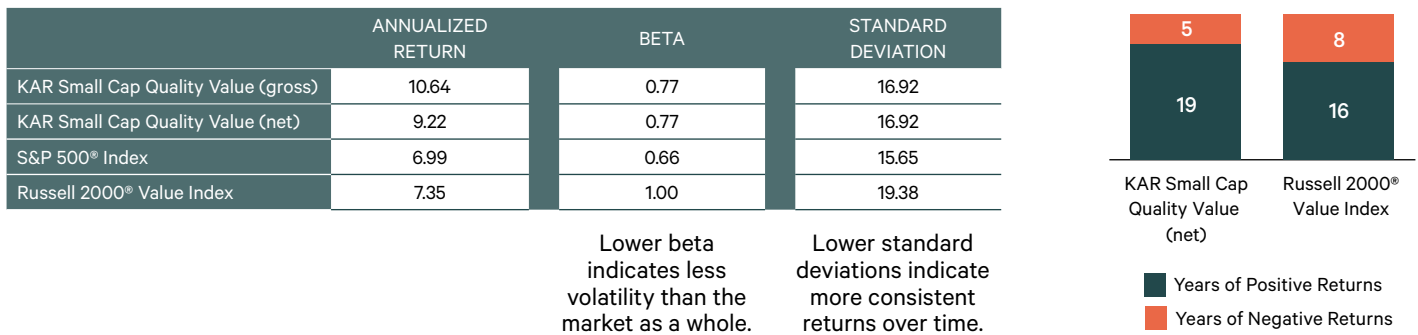 ANNUALIZED
RETURN
BETA
STANDARD
DEVIATION
KAR Small Cap Quality Value (gross) 10.64 0.77 16.92
KAR Small Cap Quality Value (net) 9.22 0.77 16.92
S&P 500® Index 6.99 0.66 15.65
Russell 2000® Value Index 7.35 1.00 19.38
Lower beta
indicates less
volatility than the
market as a whole.
Lower standard
deviations indicate
more consistent
returns over time.
5
19
8
16
KAR Small Cap
Quality Value
(net)
Russell 2000®
Value Index
Years of Positive Returns
Years of Negative Returns